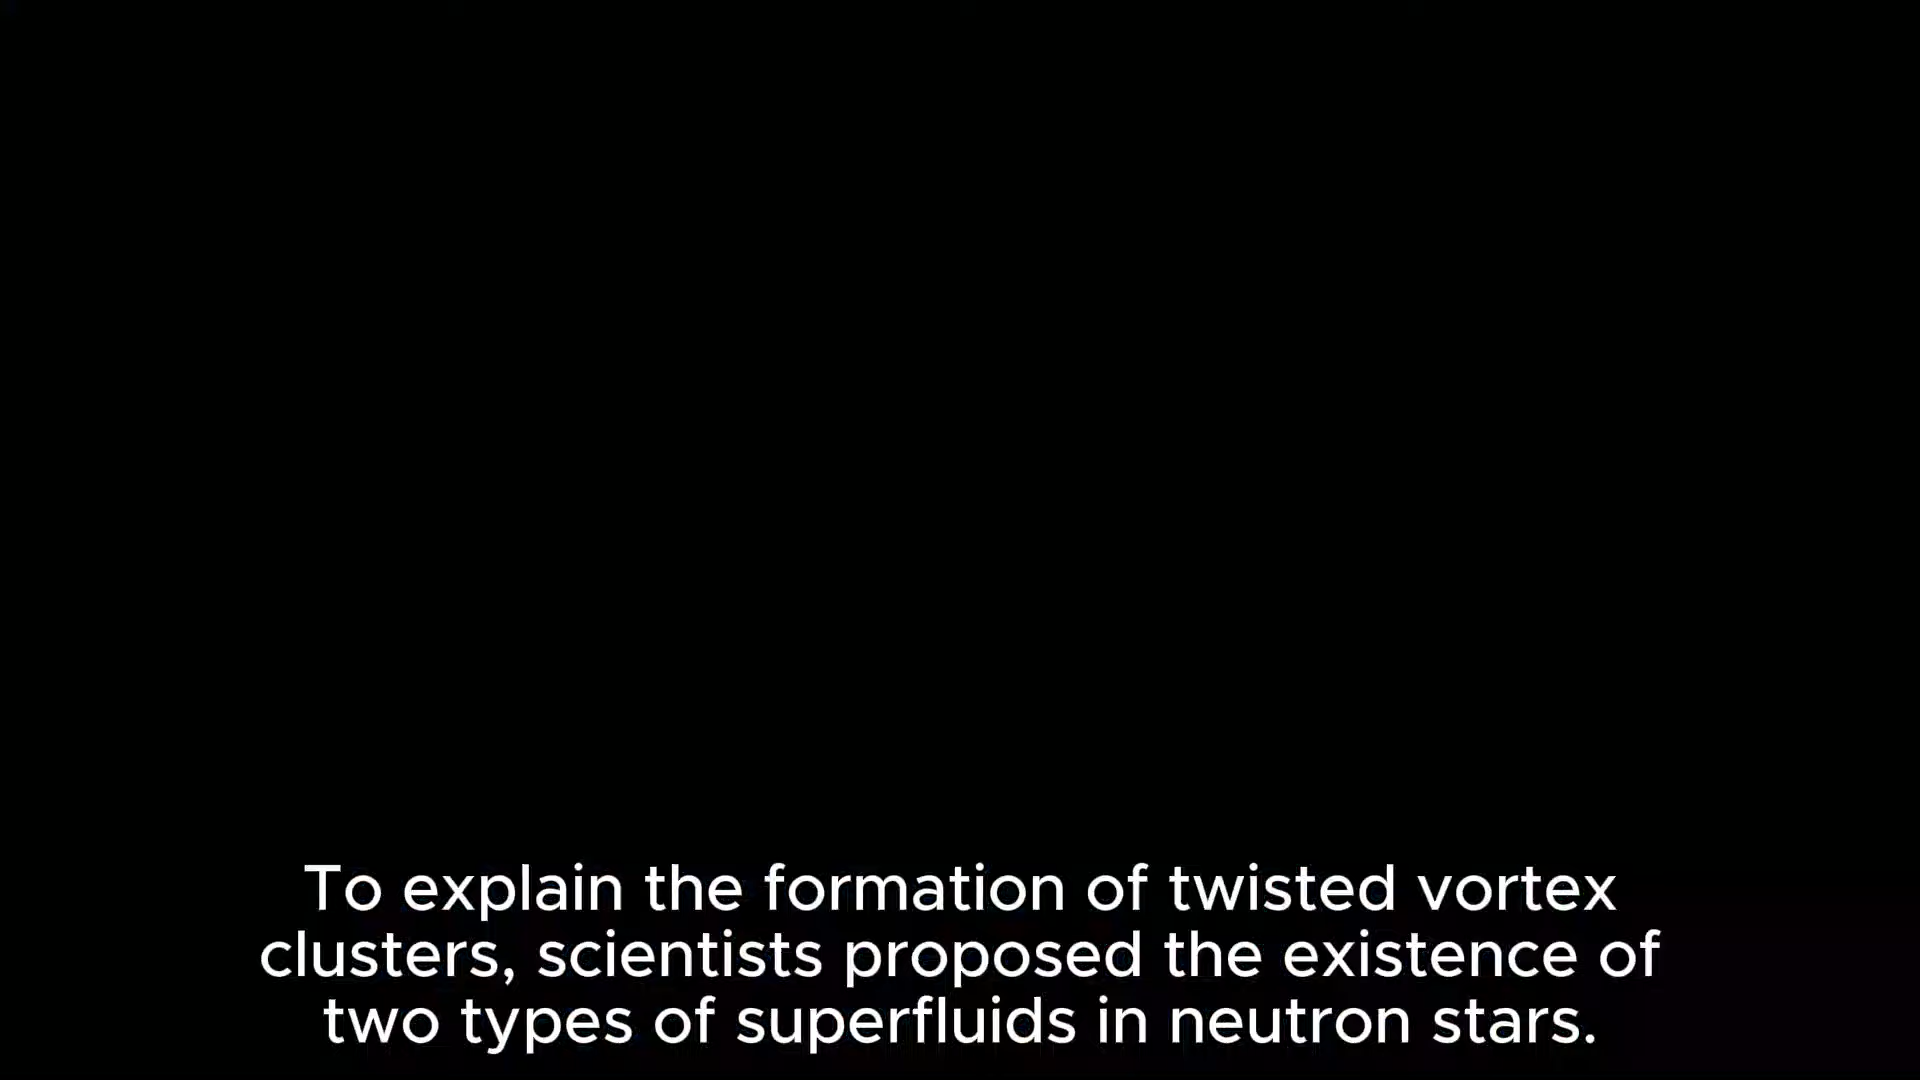 To explain the formation of twisted vortex
clusters, scientists proposed the existence of
two types of superfluids in neutron stars.